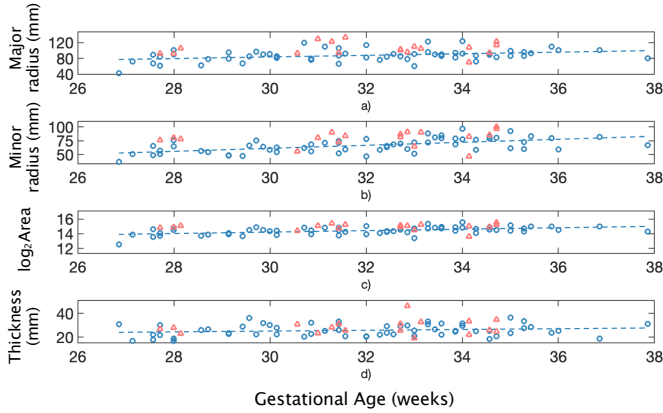 Major
radius (mm)
120
80
40
26 28 30 32 34 36 38
a)
Minor
radius (mm)
100
75
50
26 28 30 32 34 36 38
b)
log₂Area
16
14
12
26 28 30 32 34 36 38
c)
Thickness
(mm)
40
20
26 28 30 32 34 36 38
d)
Gestational Age (weeks)